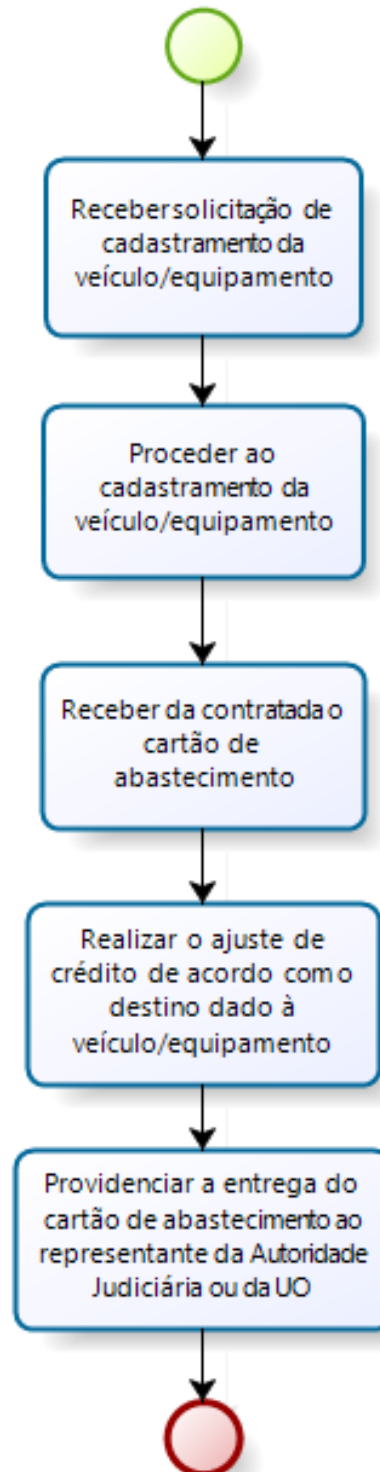 Receber solicitação de
cadastramento da
veículo/equipamento
Proceder ao
cadastramento da
veículo/equipamento
Receber da contratada o
cartão de
abastecimento
Realizar o ajuste de
crédito de acordo com o
destino dado à
veículo/equipamento
Providenciar a entrega do
cartão de abastecimento ao
representante da Autoridade
Judiciária ou da UO